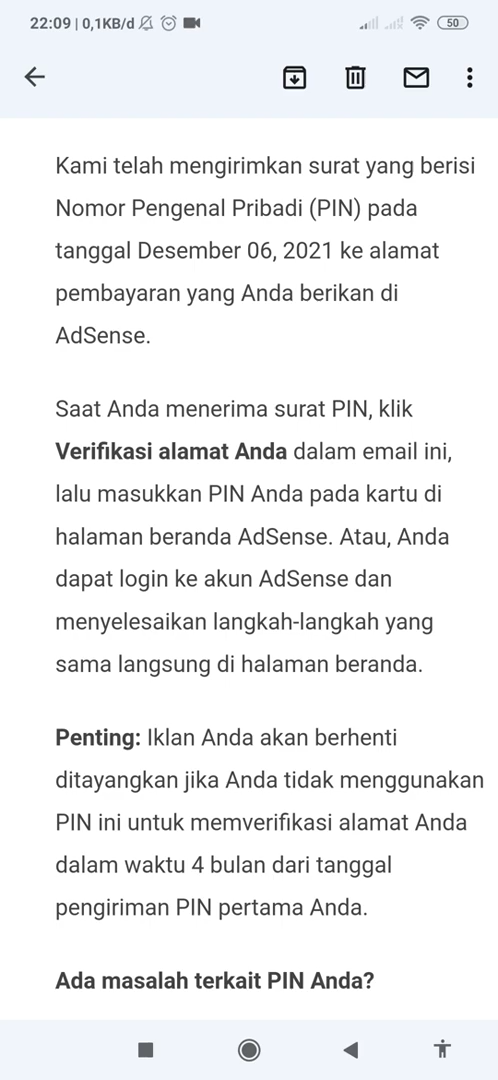 22:09 | 0,1KB/d
50
Kami telah mengirimkan surat yang berisi
Nomor Pengenal Pribadi (PIN) pada
tanggal Desember 06, 2021 ke alamat
pembayaran yang Anda berikan di
AdSense.
Saat Anda menerima surat PIN, klik
Verifikasi alamat Anda dalam email ini,
lalu masukkan PIN Anda pada kartu di
halaman beranda AdSense. Atau, Anda
dapat login ke akun AdSense dan
menyelesaikan langkah-langkah yang
sama langsung di halaman beranda.
Penting: Iklan Anda akan berhenti
ditayangkan jika Anda tidak menggunakan
PIN ini untuk memverifikasi alamat Anda
dalam waktu 4 bulan dari tanggal
pengiriman PIN pertama Anda.
Ada masalah terkait PIN Anda?